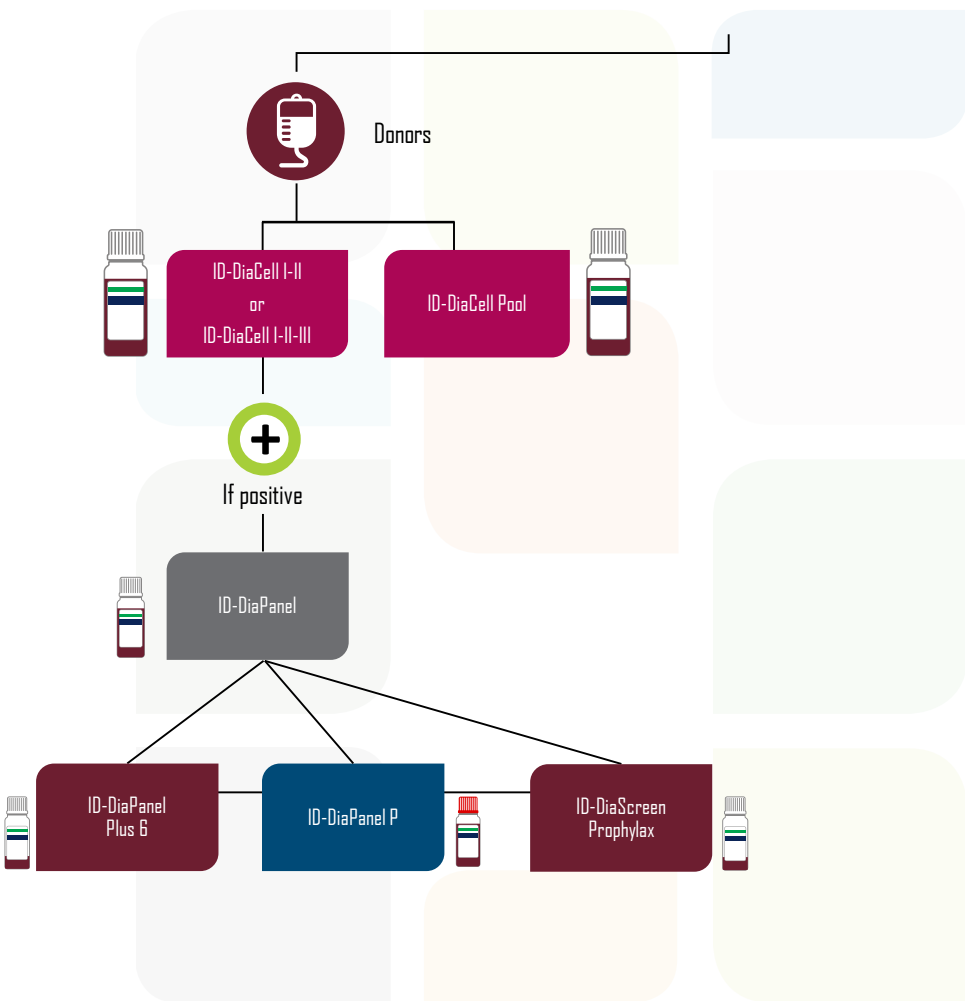 Donors
ID-DiaCell I-II
or
ID-DiaCell I-II-III
ID-DiaCell Pool
If positive
ID-DiaPanel
ID-DiaPanel
Plus 6
ID-DiaPanel P
ID-DiaScreen
Prophylax